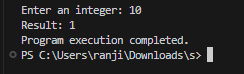 Enter an integer: 10
Result: 1
Program execution completed.
PS C:\Users\ranji\Downloads\s>